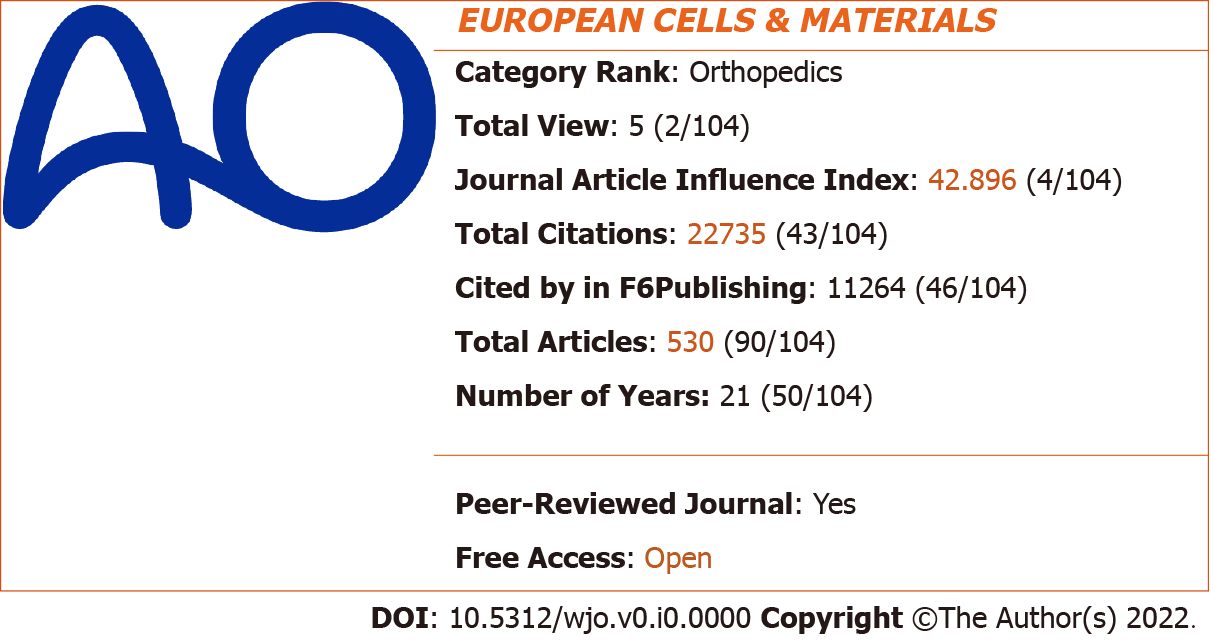 AO
EUROPEAN CELLS & MATERIALS
Category Rank: Orthopedics
Total View: 5 (2/104)
Journal Article Influence Index: 42.896 (4/104)
Total Citations: 22735 (43/104)
Cited by in F6Publishing: 11264 (46/104)
Total Articles: 530 (90/104)
Number of Years: 21 (50/104)
Peer-Reviewed Journal: Yes
Free Access: Open
DOI: 10.5312/wjo.v0.i0.0000 Copyright ©The Author(s) 2022.